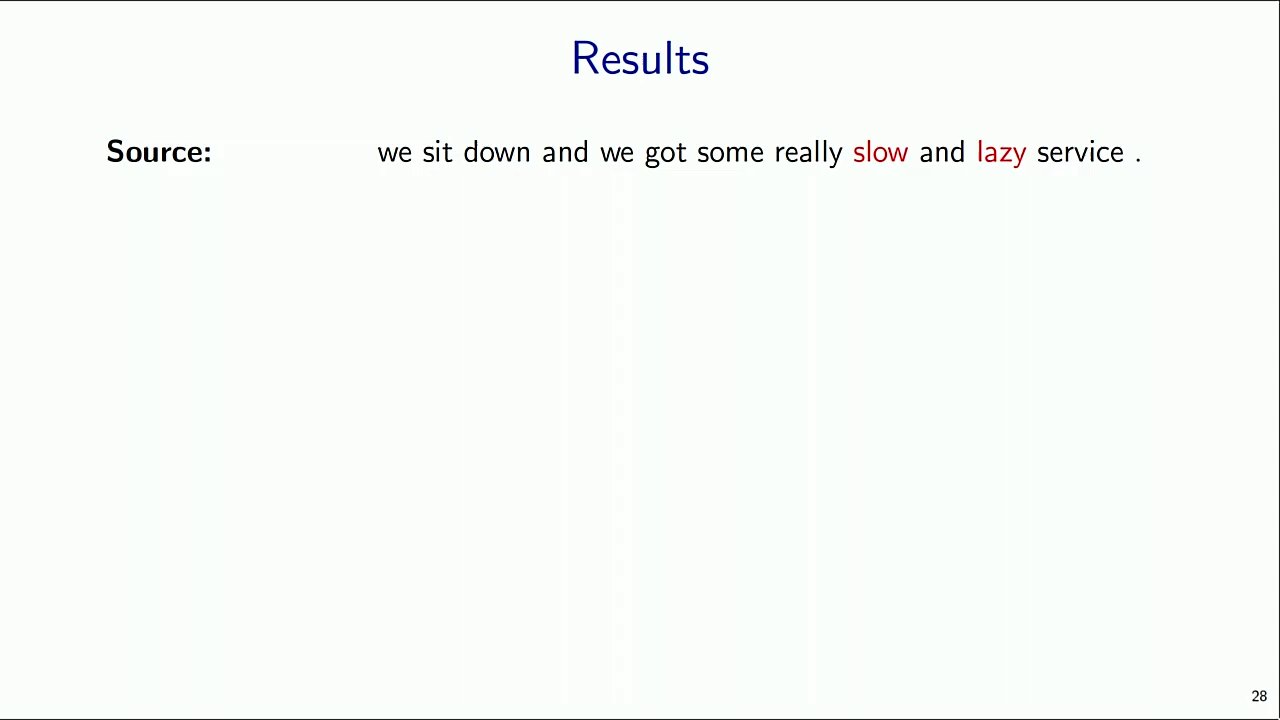 Results
Source: we sit down and we got some really slow and lazy service .
28